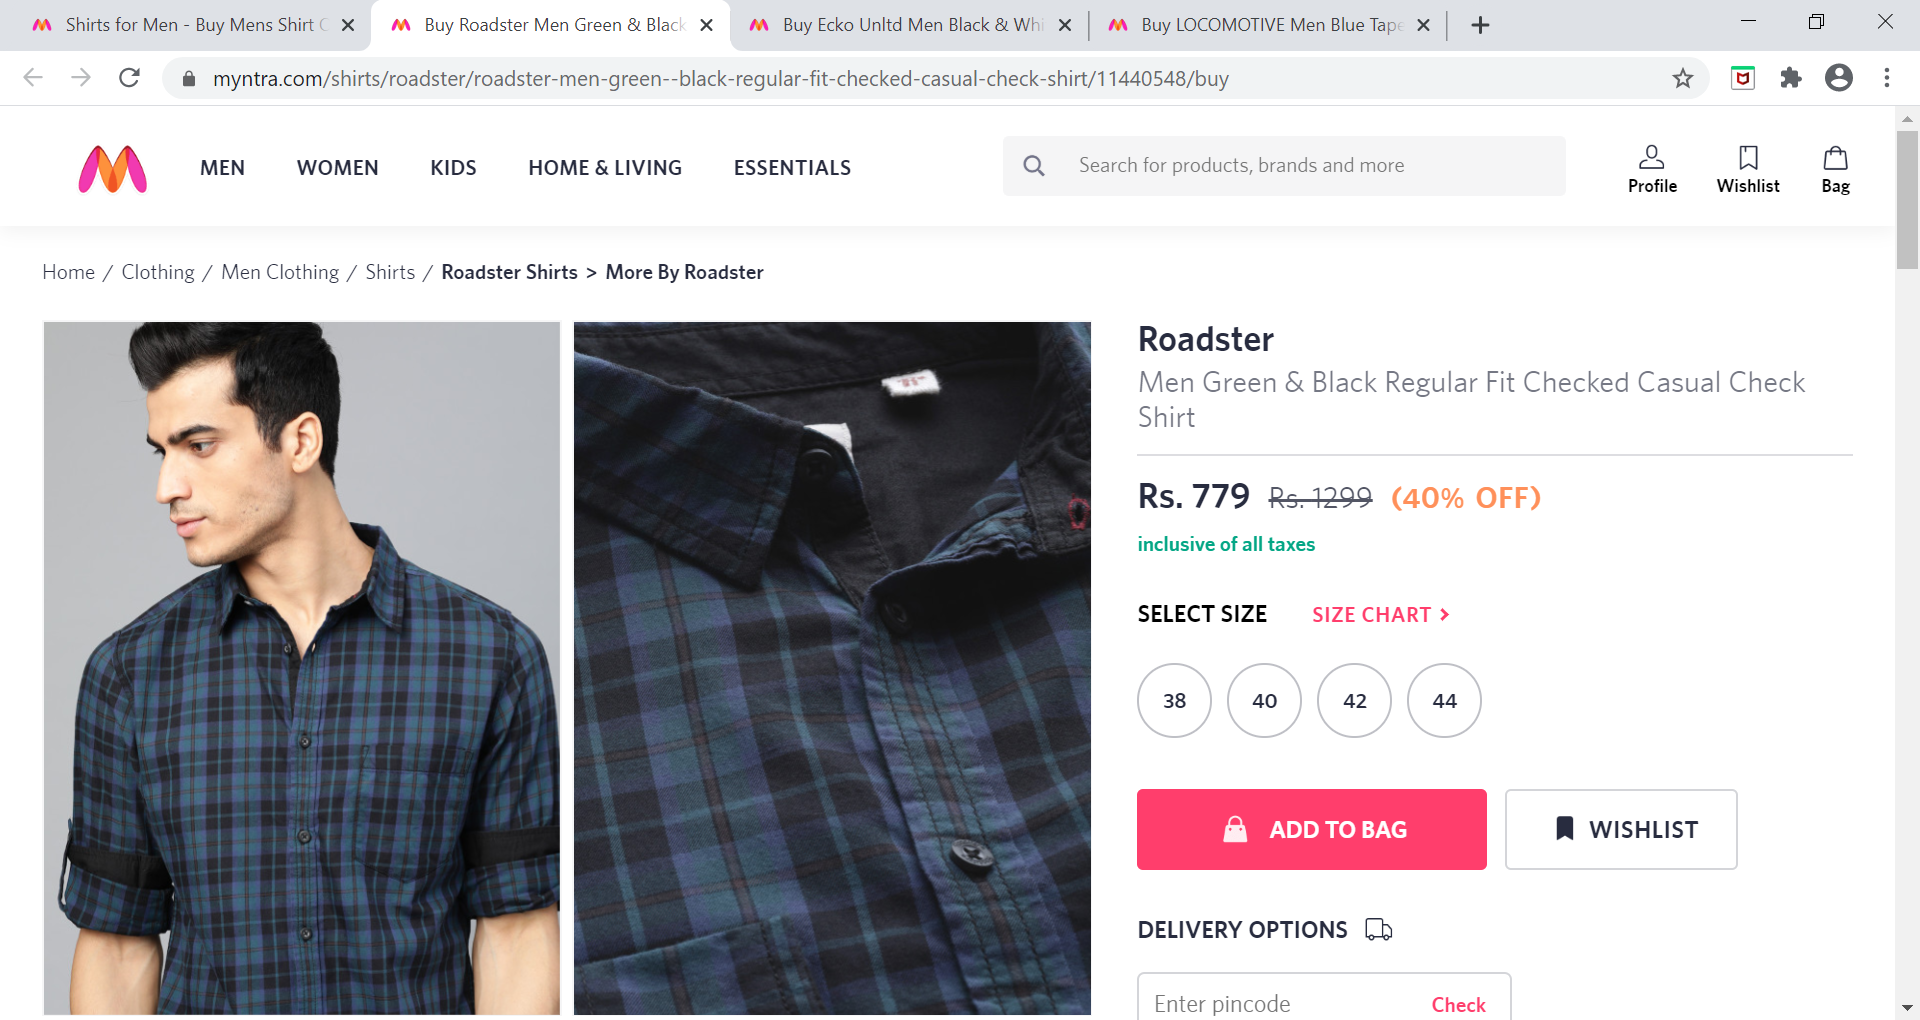 Shirts for Men - Buy Mens Shirt
Buy Roadster Men Green & Black
Buy Ecko Unltd Men Black & Whi
Buy LOCOMOTIVE Men Blue Tape
myntra.com/shirts/roadster/roadster-men-green--black-regular-fit-checked-casual-check-shirt/11440548/buy
MEN
WOMEN
KIDS
HOME & LIVING
ESSENTIALS
Search for products, brands and more
Profile
Wishlist
Bag
Home / Clothing / Men Clothing / Shirts / Roadster Shirts > More By Roadster
Roadster
Men Green & Black Regular Fit Checked Casual Check
Shirt
Rs. 779 Rs. 1299 (40% OFF)
inclusive of all taxes
SELECT SIZE
SIZE CHART >
38
40
42
44
ADD TO BAG
WISHLIST
DELIVERY OPTIONS
Enter pincode
Check